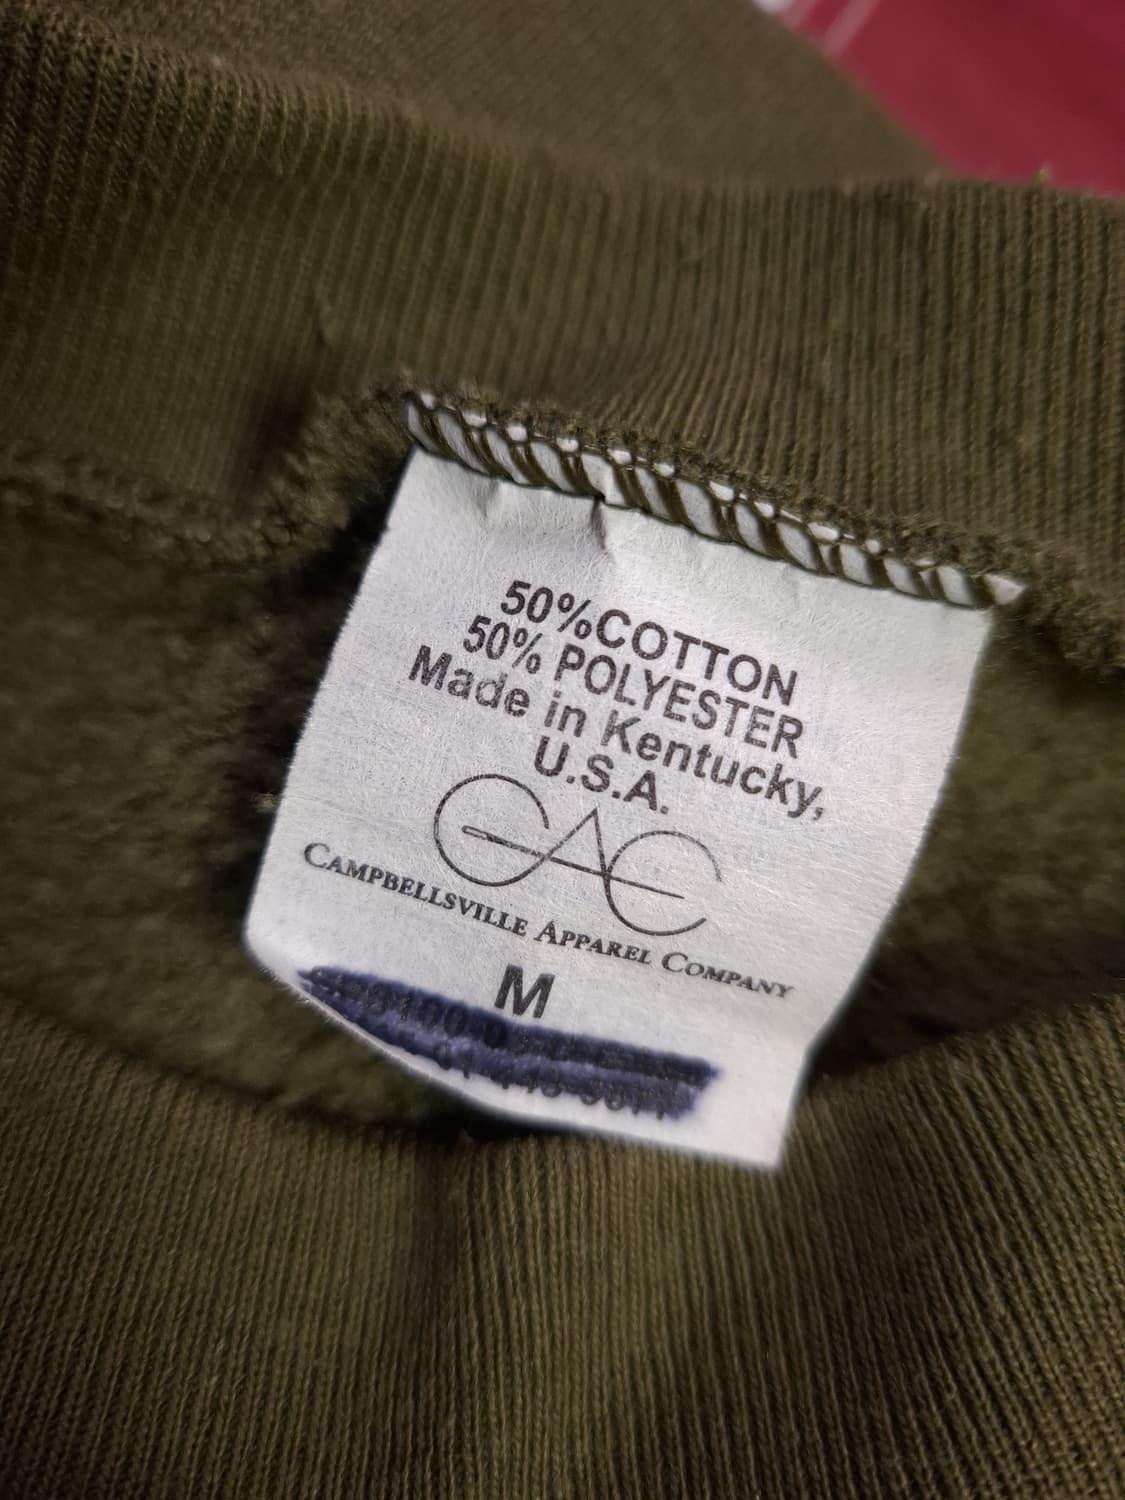 50%COTTON
50% POLYESTER
Made in Kentucky,
U.S.A.
CAC
CAMPBELLSVILLE APPAREL COMPANY
M